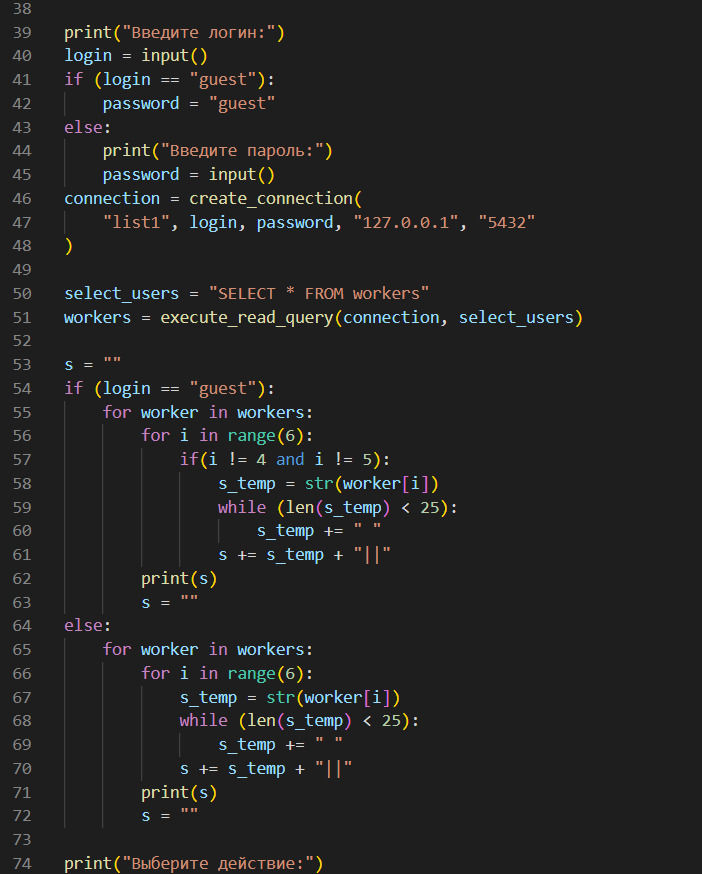 38
39 print("Введите логин:")
40 login = input()
41 if (login == "guest"):
42     password = "guest"
43 else:
44     print("Введите пароль:")
45     password = input()
46 connection = create_connection(
47     "list1", login, password, "127.0.0.1", "5432"
48 )
49
50 select_users = "SELECT * FROM workers"
51 workers = execute_read_query(connection, select_users)
52
53 s = ""
54 if (login == "guest"):
55     for worker in workers:
56         for i in range(6):
57             if(i != 4 and i != 5):
58                 s_temp = str(worker[i])
59                 while (len(s_temp) < 25):
60                     s_temp += " "
61                 s += s_temp + "||"
62         print(s)
63         s = ""
64 else:
65     for worker in workers:
66         for i in range(6):
67             s_temp = str(worker[i])
68             while (len(s_temp) < 25):
69                 s_temp += " "
70             s += s_temp + "||"
71         print(s)
72         s = ""
73
74 print("Выберите действие:")